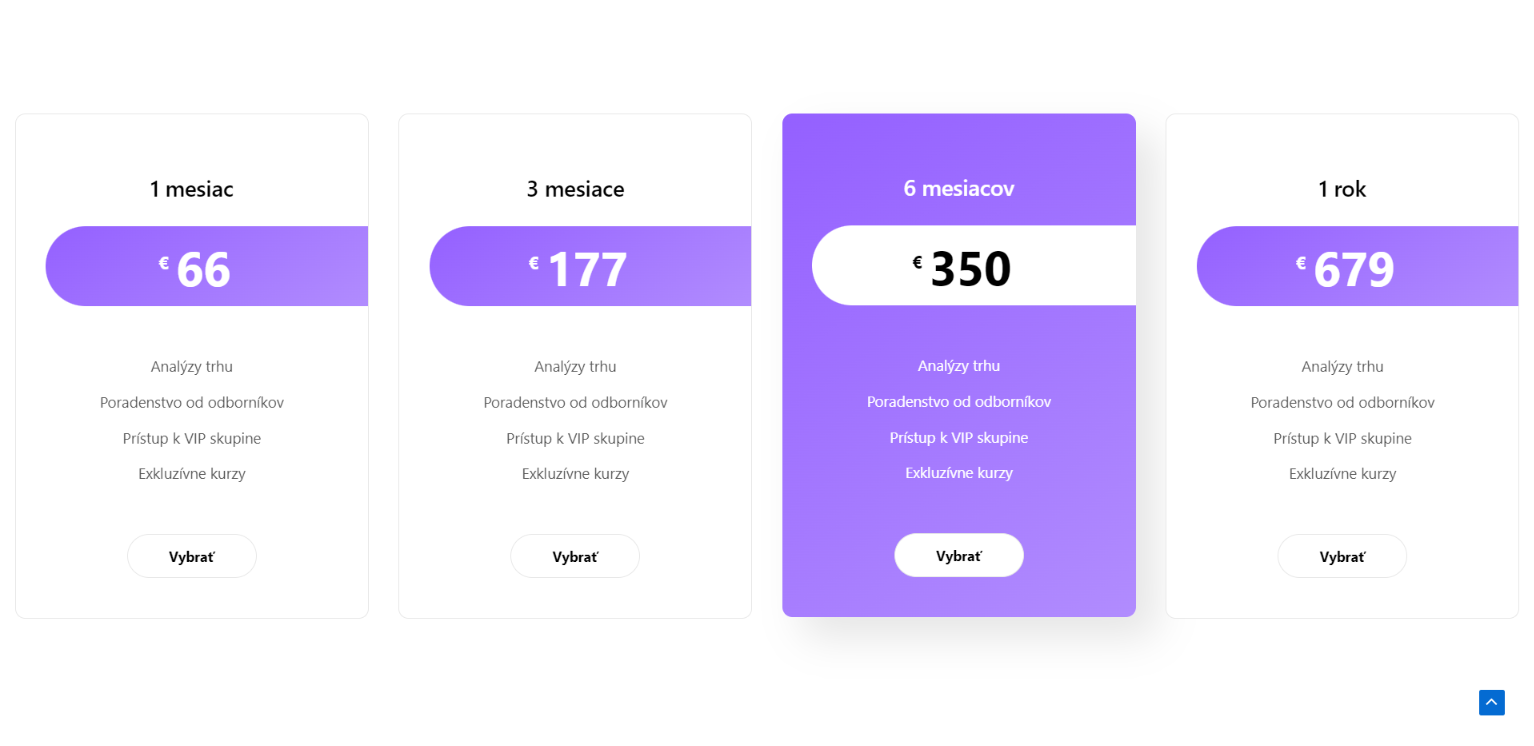 1 mesiac
€ 66
Analýzy trhu
Poradenstvo od odborníkov
Prístup k VIP skupine
Exkluzívne kurzy
Vybrať
3 mesiace
€ 177
Analýzy trhu
Poradenstvo od odborníkov
Prístup k VIP skupine
Exkluzívne kurzy
Vybrať
6 mesiacov
€ 350
Analýzy trhu
Poradenstvo od odborníkov
Prístup k VIP skupine
Exkluzívne kurzy
Vybrať
1 rok
€ 679
Analýzy trhu
Poradenstvo od odborníkov
Prístup k VIP skupine
Exkluzívne kurzy
Vybrať